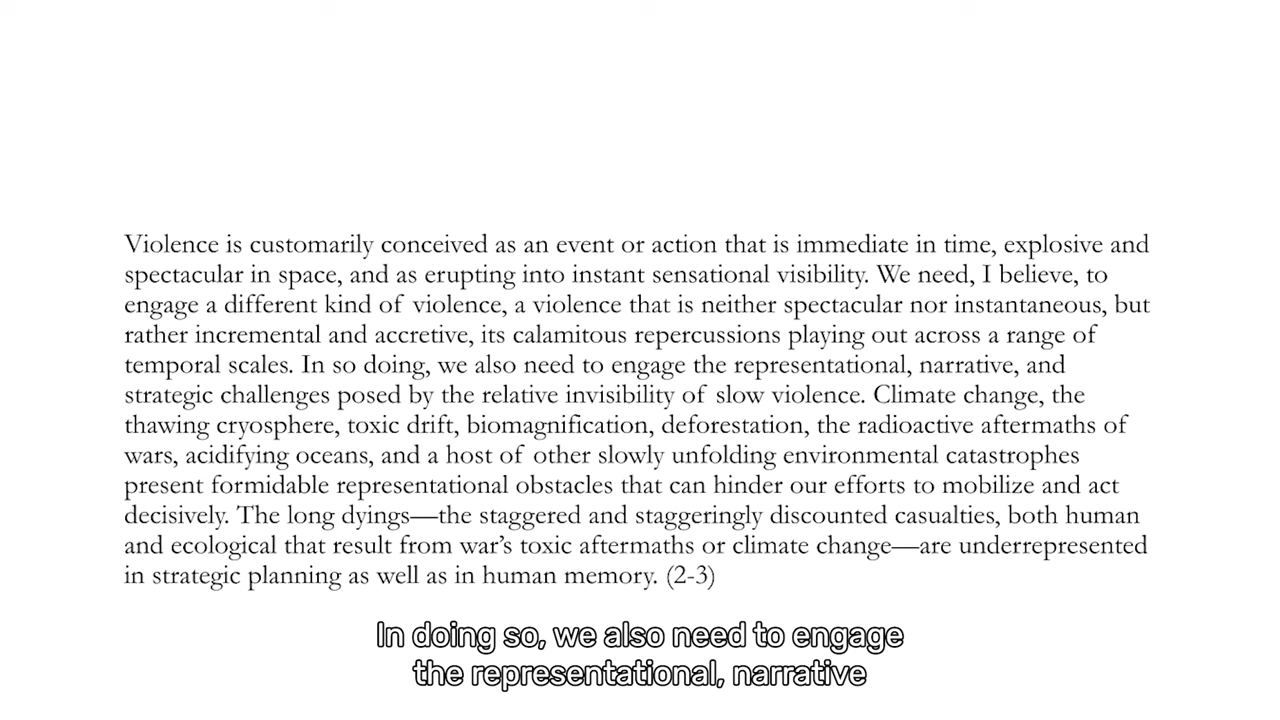 Violence is customarily conceived as an event or action that is immediate in time, explosive and
spectacular in space, and as erupting into instant sensational visibility. We need, I believe, to
engage a different kind of violence, a violence that is neither spectacular nor instantaneous, but
rather incremental and accretive, its calamitous repercussions playing out across a range of
temporal scales. In so doing, we also need to engage the representational, narrative, and
strategic challenges posed by the relative invisibility of slow violence. Climate change, the
thawing cryosphere, toxic drift, biomagnification, deforestation, the radioactive aftermaths of
wars, acidifying oceans, and a host of other slowly unfolding environmental catastrophes
present formidable representational obstacles that can hinder our efforts to mobilize and act
decisively. The long dyings—the staggered and staggeringly discounted casualties, both human
and ecological that result from war's toxic aftermaths or climate change—are underrepresented
in strategic planning as well as in human memory. (2-3)
In doing so, we also need to engage
the representational, narrative